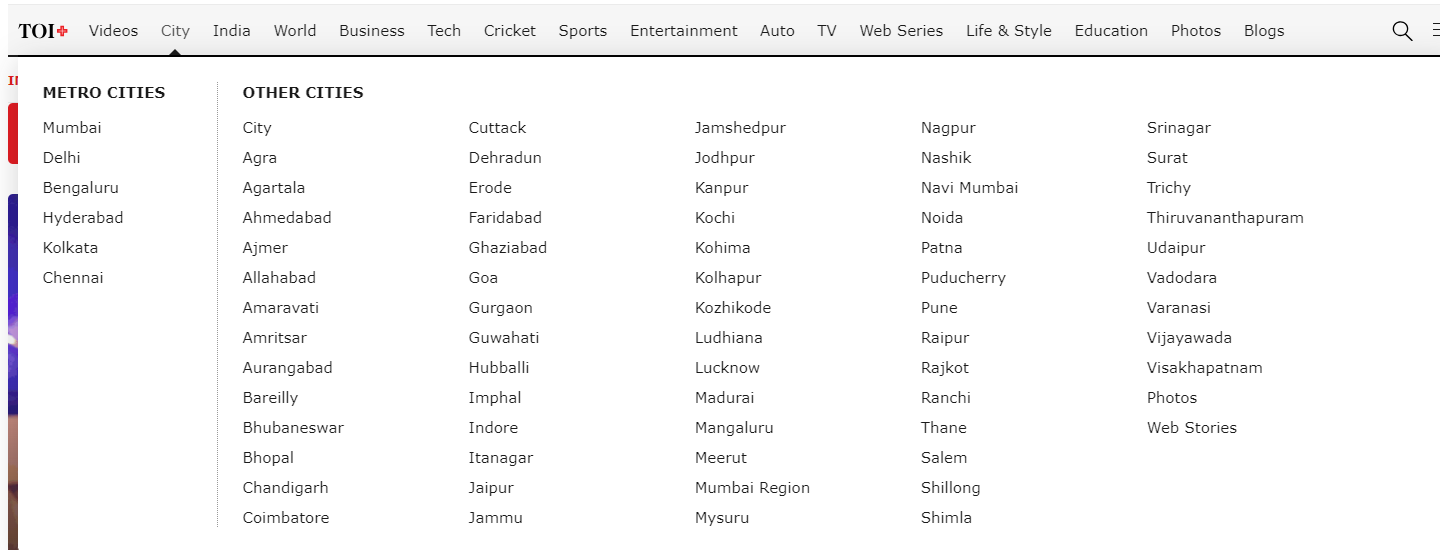 TOI+ Videos City India World Business Tech Cricket Sports Entertainment Auto TV Web Series Life & Style Education Photos Blogs
METRO CITIES
Mumbai
Delhi
Bengaluru
Hyderabad
Kolkata
Chennai
OTHER CITIES
City
Agra
Agartala
Ahmedabad
Ajmer
Allahabad
Amaravati
Amritsar
Aurangabad
Bareilly
Bhubaneswar
Bhopal
Chandigarh
Coimbatore
Cuttack
Dehradun
Erode
Faridabad
Ghaziabad
Goa
Gurgaon
Guwahati
Hubballi
Imphal
Indore
Itanagar
Jaipur
Jammu
Jamshedpur
Jodhpur
Kanpur
Kochi
Kohima
Kolhapur
Kozhikode
Ludhiana
Lucknow
Madurai
Mangaluru
Meerut
Mumbai Region
Mysuru
Nagpur
Nashik
Navi Mumbai
Noida
Patna
Puducherry
Pune
Raipur
Rajkot
Ranchi
Thane
Salem
Shillong
Shimla
Srinagar
Surat
Trichy
Thiruvananthapuram
Udaipur
Vadodara
Varanasi
Vijayawada
Visakhapatnam
Photos
Web Stories